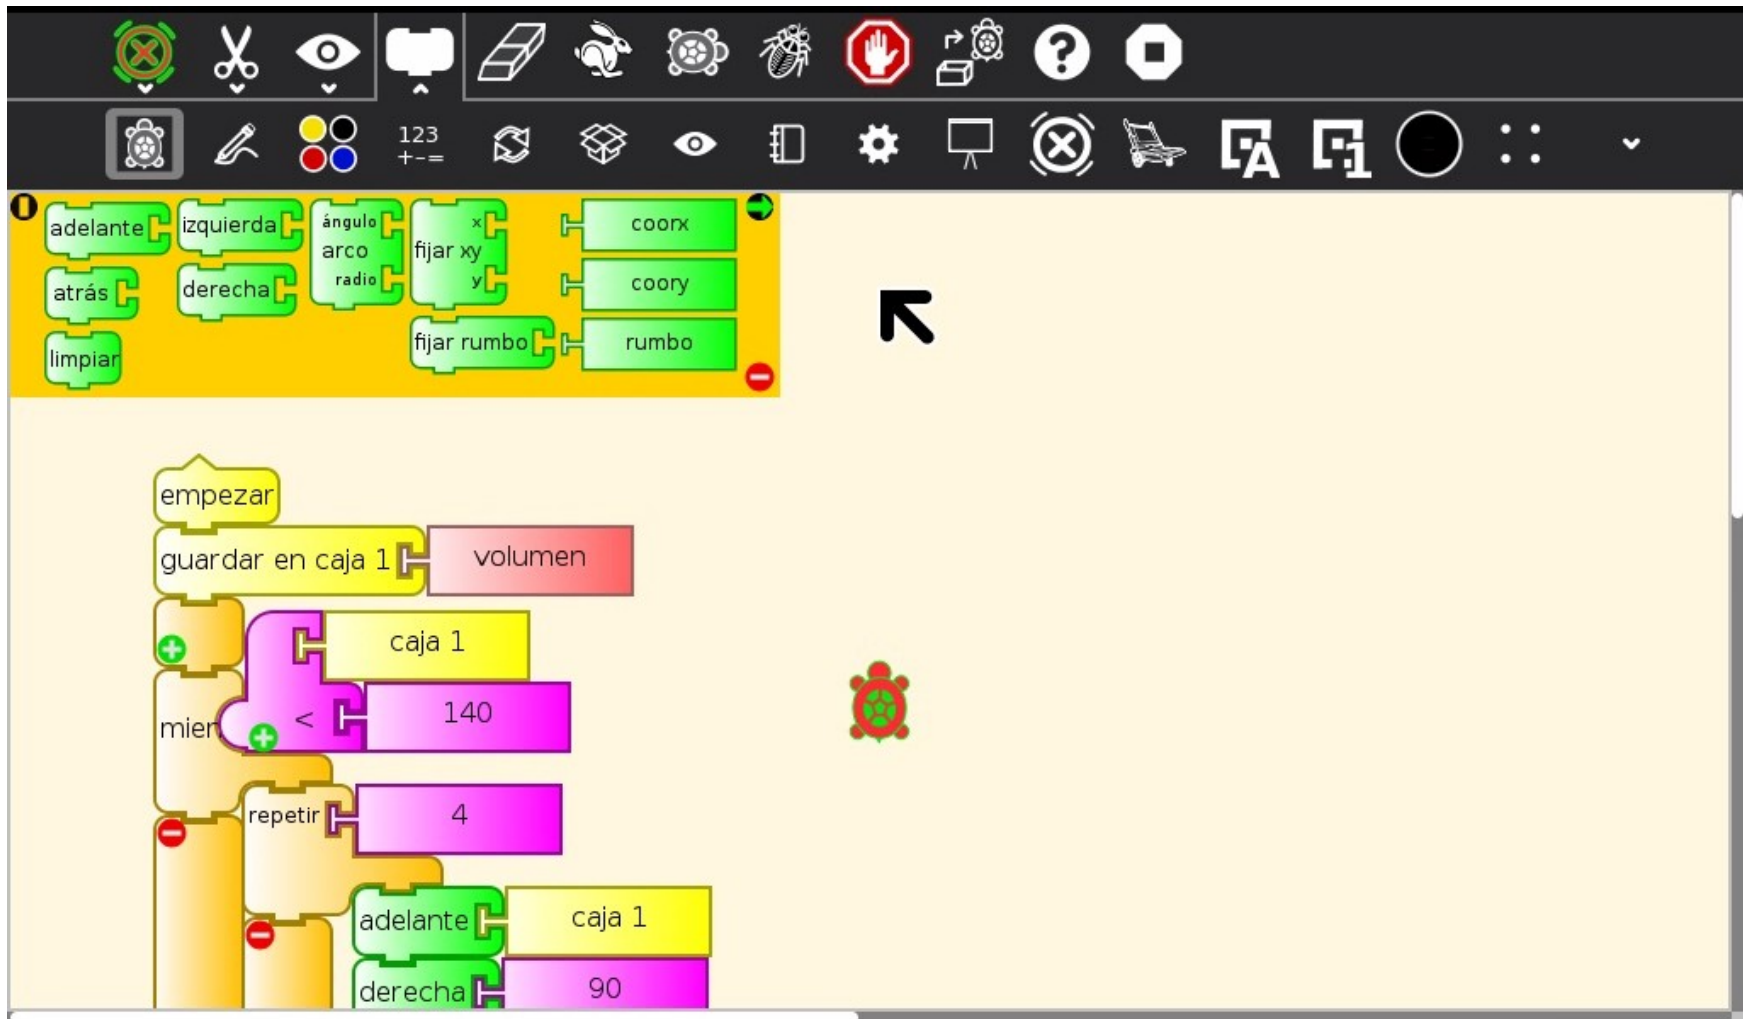 123
+-=
adelante izquierda ángulo arco radio x fijar xy y coorx
atrás derecha coory
limpiar fijar rumbo rumbo
empezar
guardar en caja 1 volumen
caja 1
mien < 140
repetir 4
adelante caja 1
derecha 90